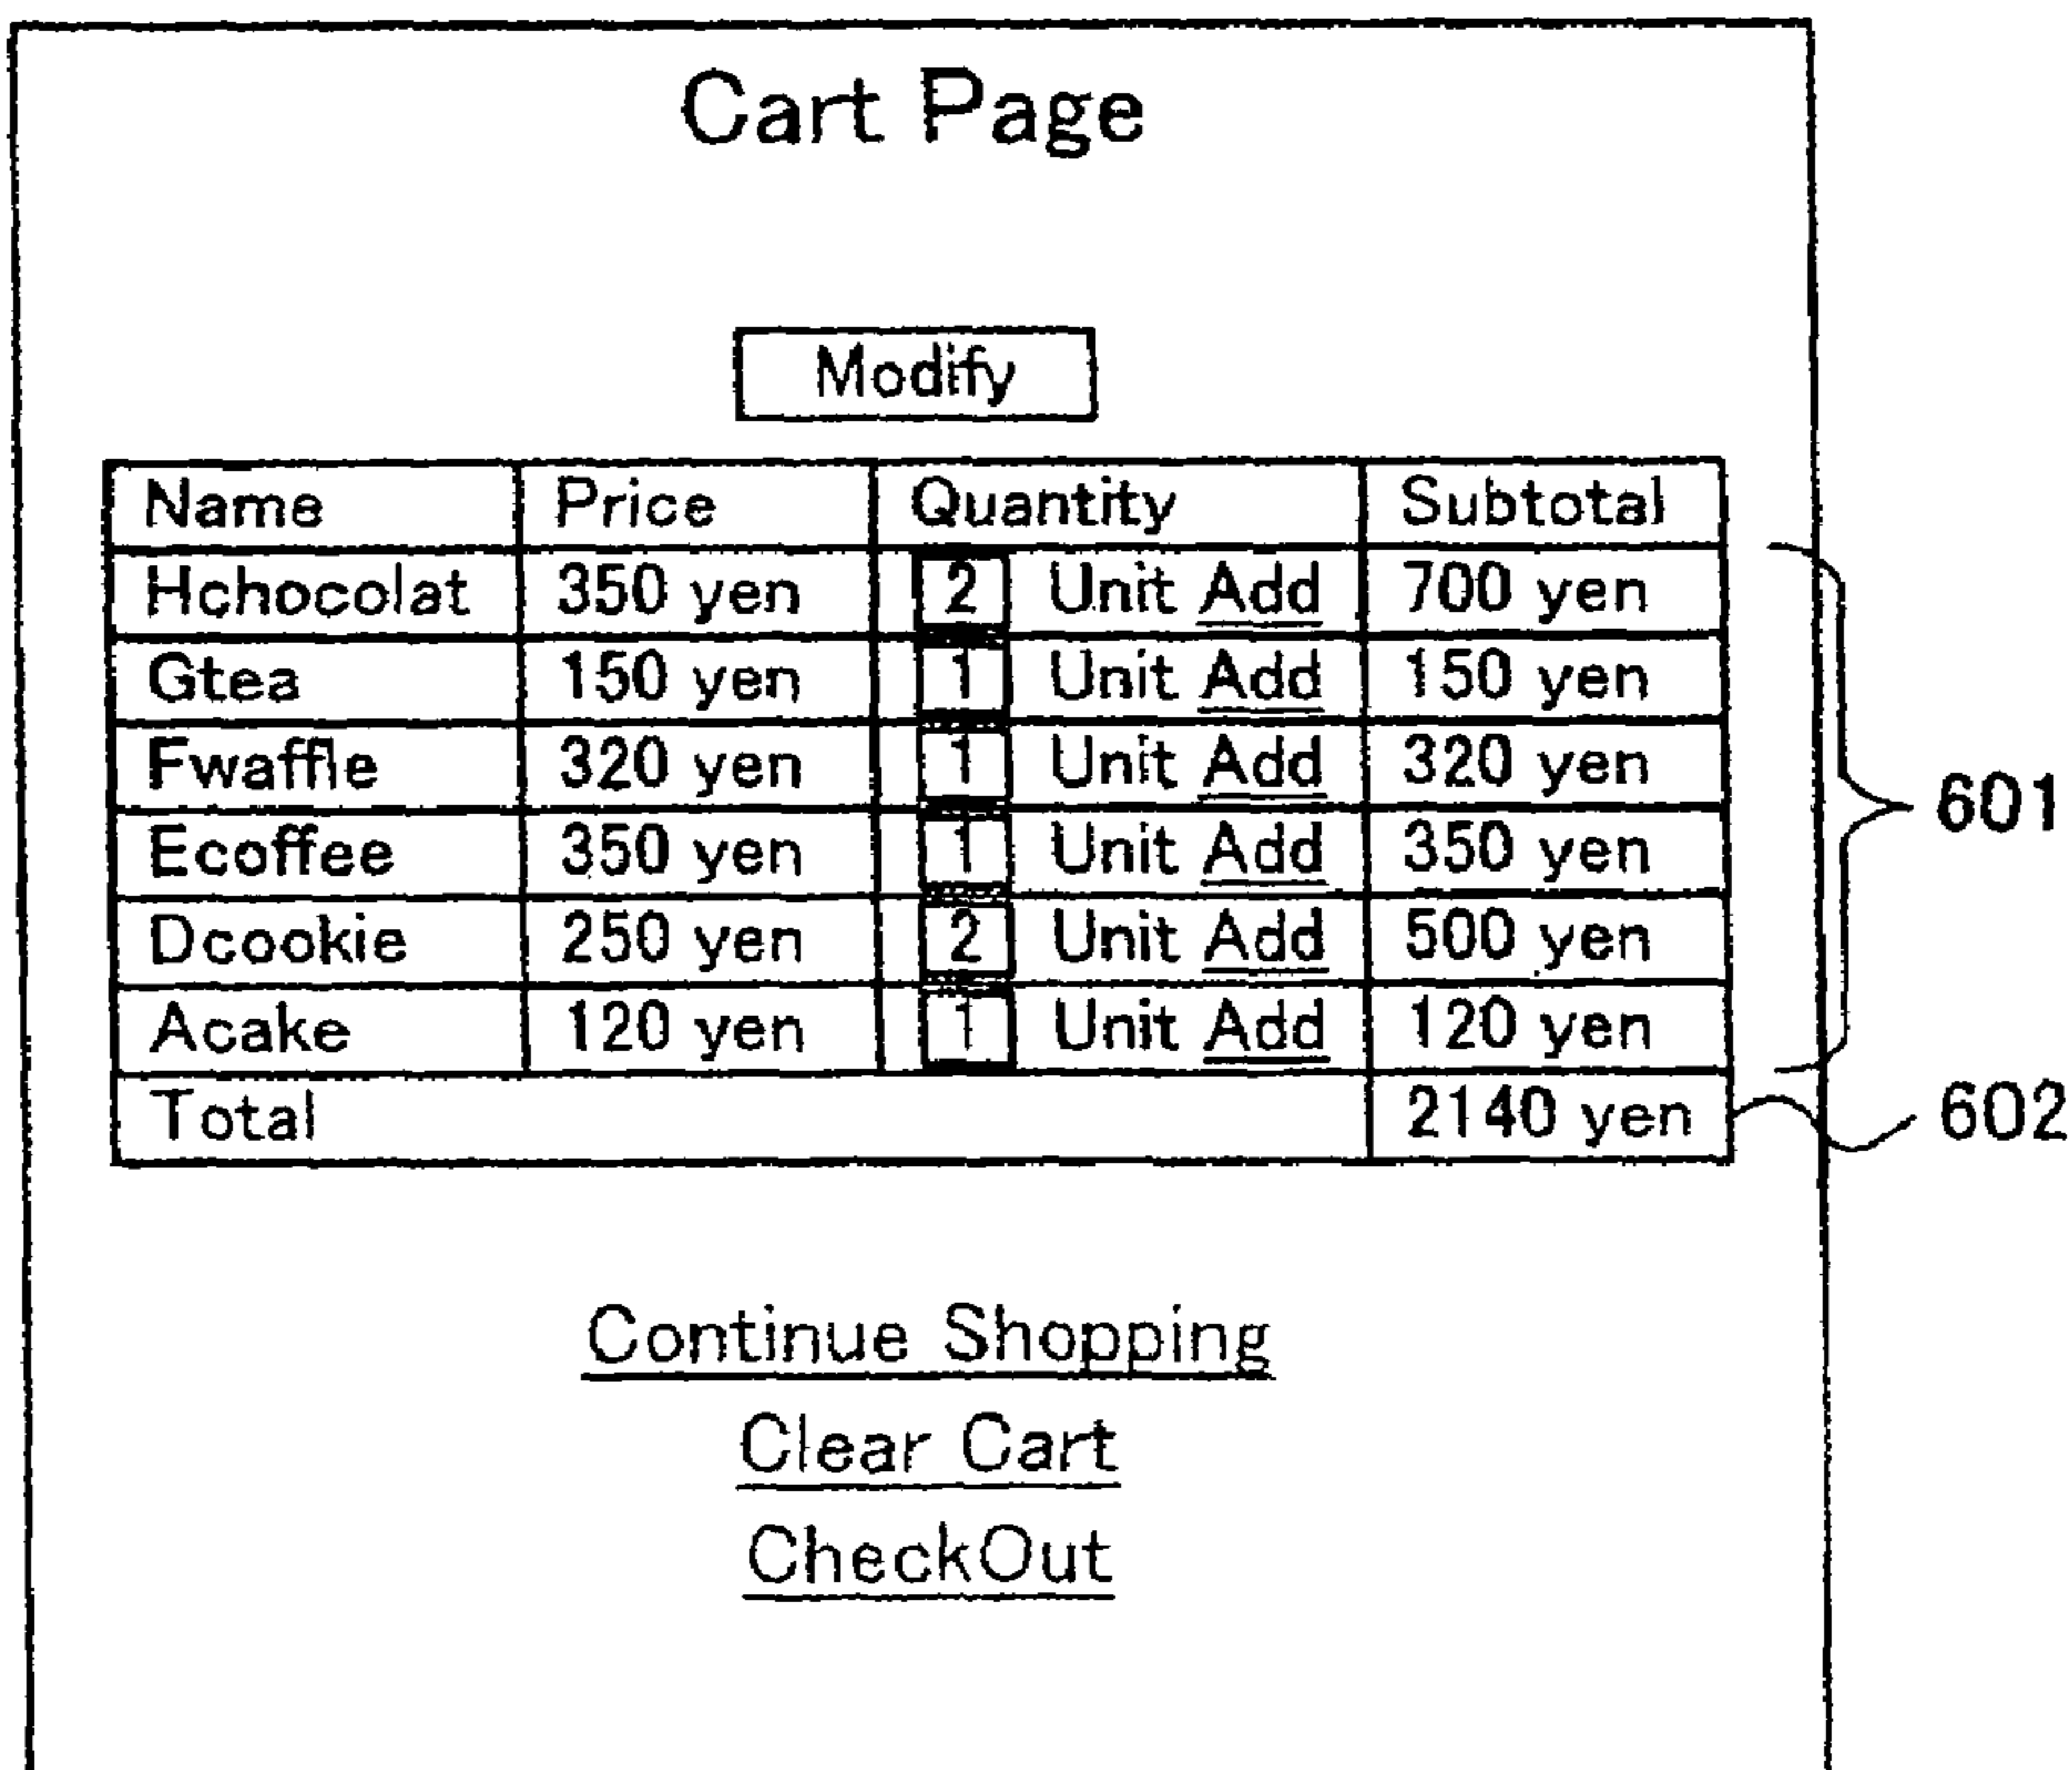 Cart Page
Modify
Name Price Quantity Subtotal
Hchocolat 350 yen 2 Unit Add 700 yen
Gtea 150 yen 1 Unit Add 150 yen
Fwaffle 320 yen 1 Unit Add 320 yen
Ecoffee 350 yen 1 Unit Add 350 yen
Dcookie 250 yen 2 Unit Add 500 yen
Acake 120 yen 1 Unit Add 120 yen
Total 2140 yen
601
602
Continue Shopping
Clear Cart
CheckOut